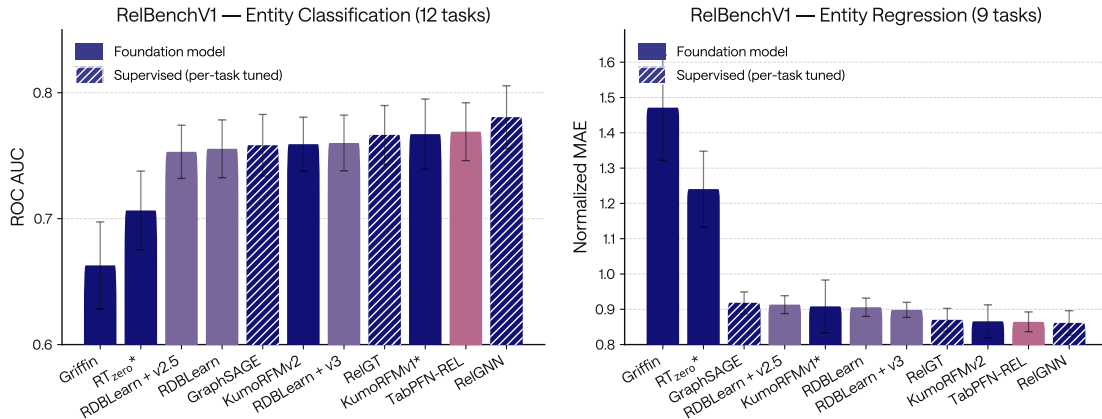 RelBenchV1 — Entity Classification (12 tasks)
Foundation model
Supervised (per-task tuned)
ROC AUC
0.8
0.7
0.6
Griffin
RTzero*
RDBLearn + v2.5
RDBLearn
GraphSAGE
KumoRFMv2
RDBLearn + v3
RelGT
KumoRFMv1*
TabPFN-REL
RelGNN
RelBenchV1 — Entity Regression (9 tasks)
Foundation model
Supervised (per-task tuned)
Normalized MAE
1.6
1.5
1.4
1.3
1.2
1.1
1.0
0.9
0.8
Griffin
RTzero*
GraphSAGE
RDBLearn + v2.5
KumoRFMv1*
RDBLearn
RDBLearn + v3
RelGT
KumoRFMv2
TabPFN-REL
RelGNN